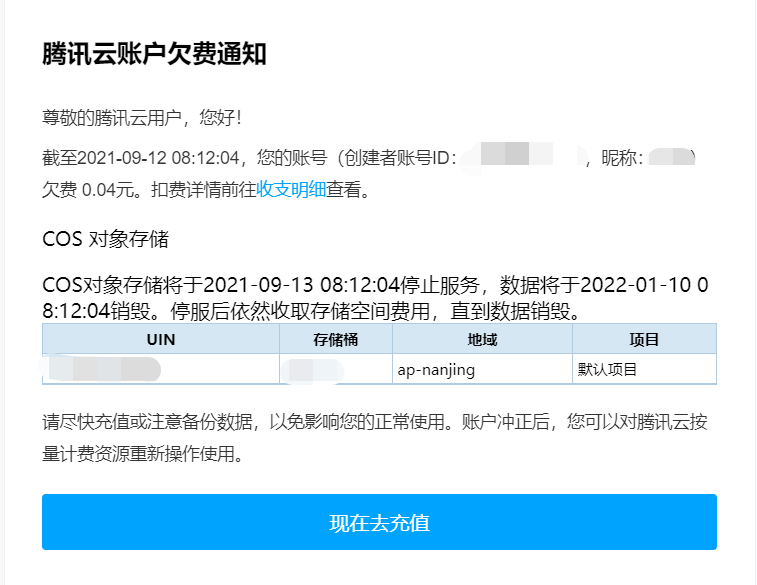 腾讯云账户欠费通知
尊敬的腾讯云用户，您好！
截至2021-09-12 08:12:04，您的账号（创建者账号ID： ，昵称： ）
欠费 0.04元。扣费详情前往收支明细查看。
COS 对象存储
COS对象存储将于2021-09-13 08:12:04停止服务，数据将于2022-01-10 0
8:12:04销毁。停服后依然收取存储空间费用，直到数据销毁。
UIN 存储桶 地域 项目
ap-nanjing 默认项目
请尽快充值或注意备份数据，以免影响您的正常使用。账户冲正后，您可以对腾讯云按
量计费资源重新操作使用。
现在去充值